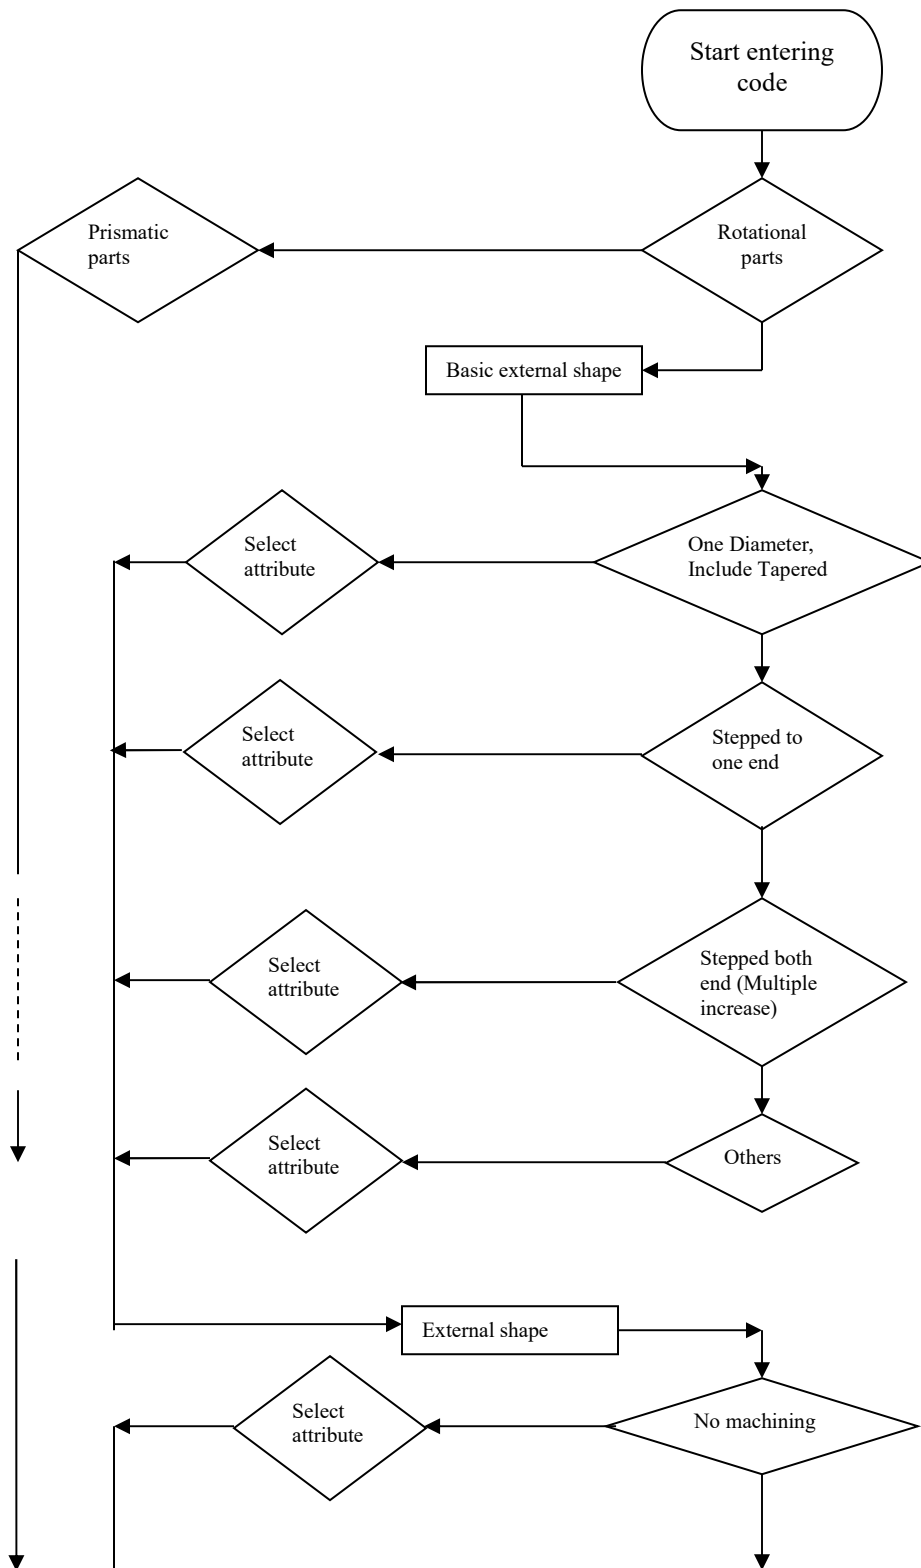 Start entering
code
Prismatic
parts
Rotational
parts
Basic external shape
Select
attribute
One Diameter,
Include Tapered
Select
attribute
Stepped to
one end
Select
attribute
Stepped both
end (Multiple
increase)
Select
attribute
Others
External shape
Select
attribute
No machining